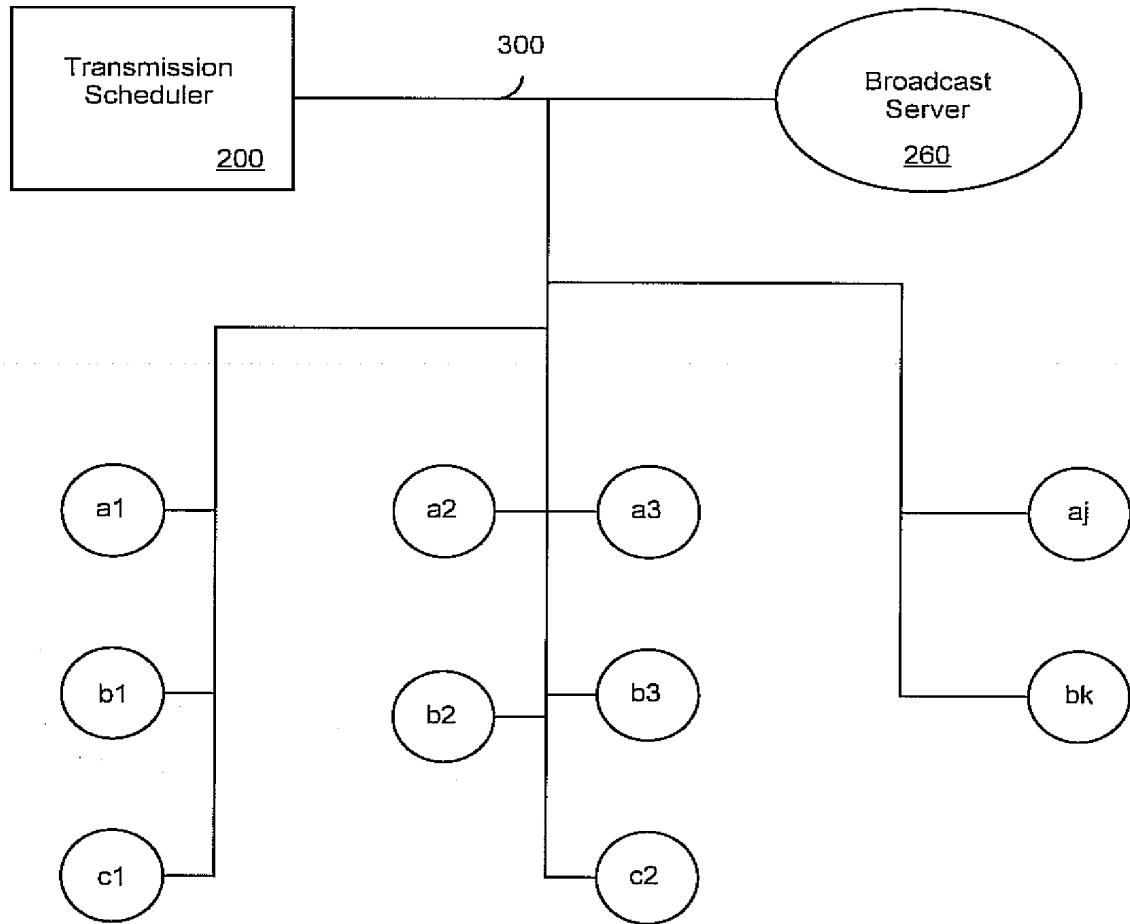 300
Transmission
Scheduler
200
Broadcast
Server
260
a1
a2
a3
aj
b1
b2
b3
bk
c1
c2